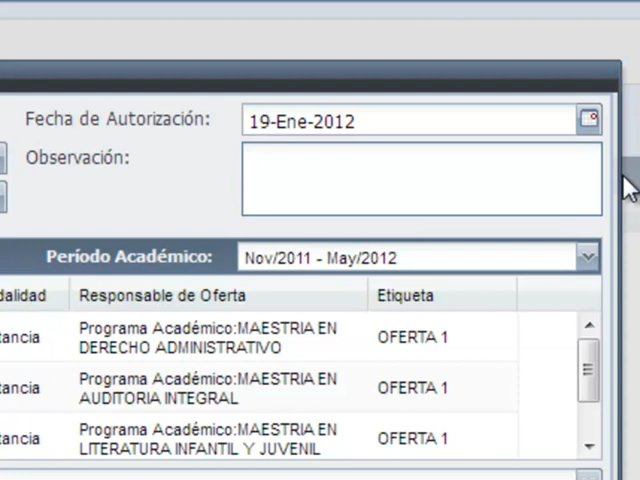 Fecha de Autorización: 19-Ene-2012
Observación:
Período Académico: Nov/2011 - May/2012
dalidad Responsable de Oferta Etiqueta
tancia Programa Académico:MAESTRIA EN DERECHO ADMINISTRATIVO OFERTA 1
tancia Programa Académico:MAESTRIA EN AUDITORIA INTEGRAL OFERTA 1
tancia Programa Académico:MAESTRIA EN LITERATURA INFANTIL Y JUVENIL OFERTA 1